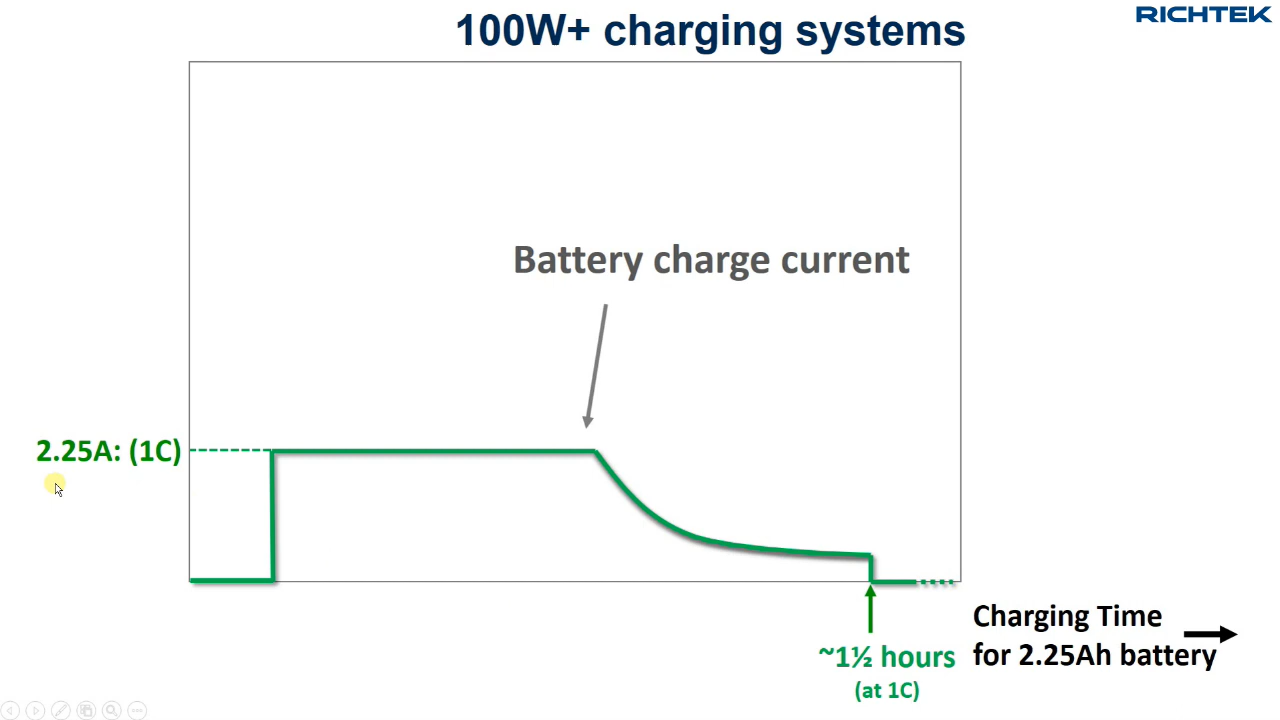 100W+ charging systems
RICHTEK
Battery charge current
2.25A: (1C)
Charging Time
for 2.25Ah battery
~1½ hours
(at 1C)